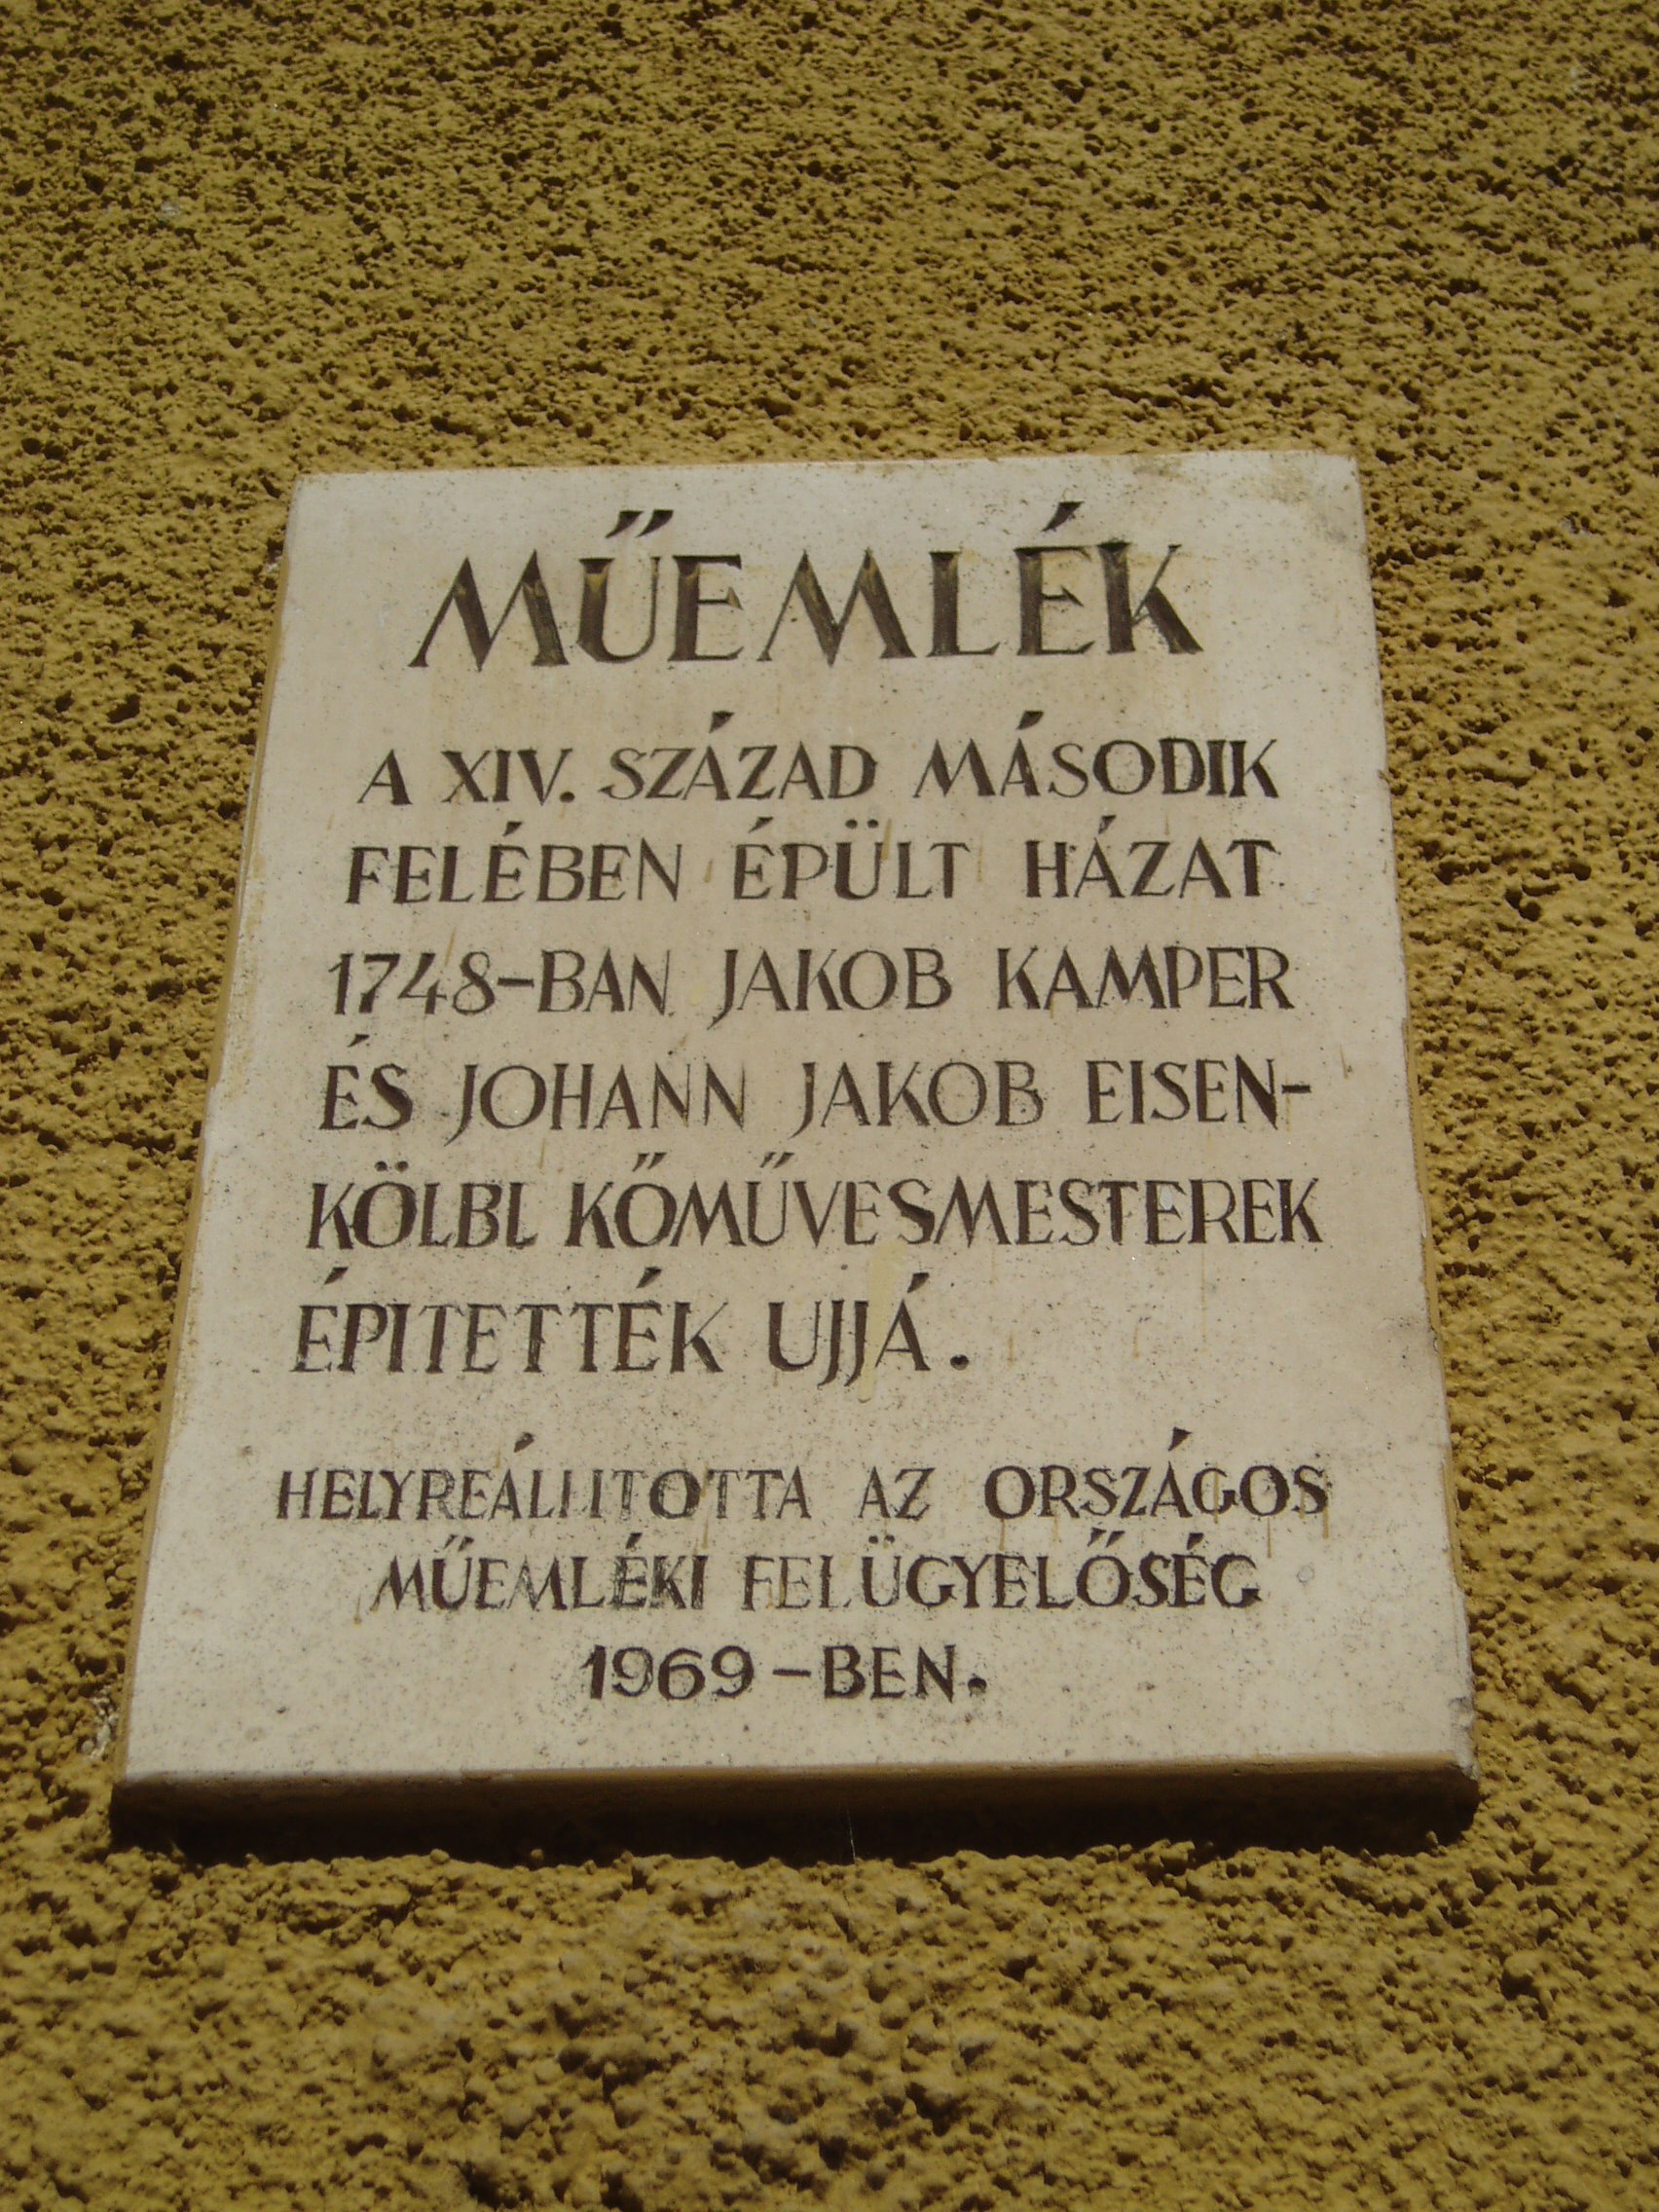 MŰEMLÉK
A XIV. SZÁZAD MÁSODIK
FELÉBEN ÉPÜLT HÁZAT
1748-BAN JAKOB KAMPER
ÉS JOHANN JAKOB EISEN-
KÖLBL KŐMŰVESMESTEREK
ÉPITETTÉK UJJÁ.
HELYREÁLLITOTTA AZ ORSZÁGOS
MŰEMLÉKI FELÜGYELŐSÉG
1969-BEN.